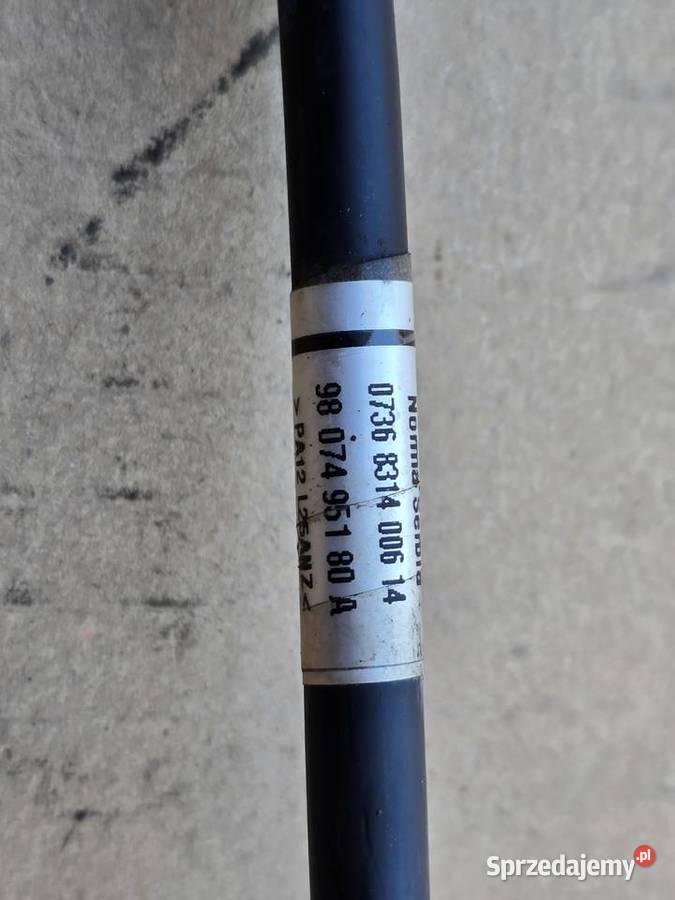 Norma Serbia
0736 8314 006 14
98 074 951 80 A
Sprzedajemy.pl